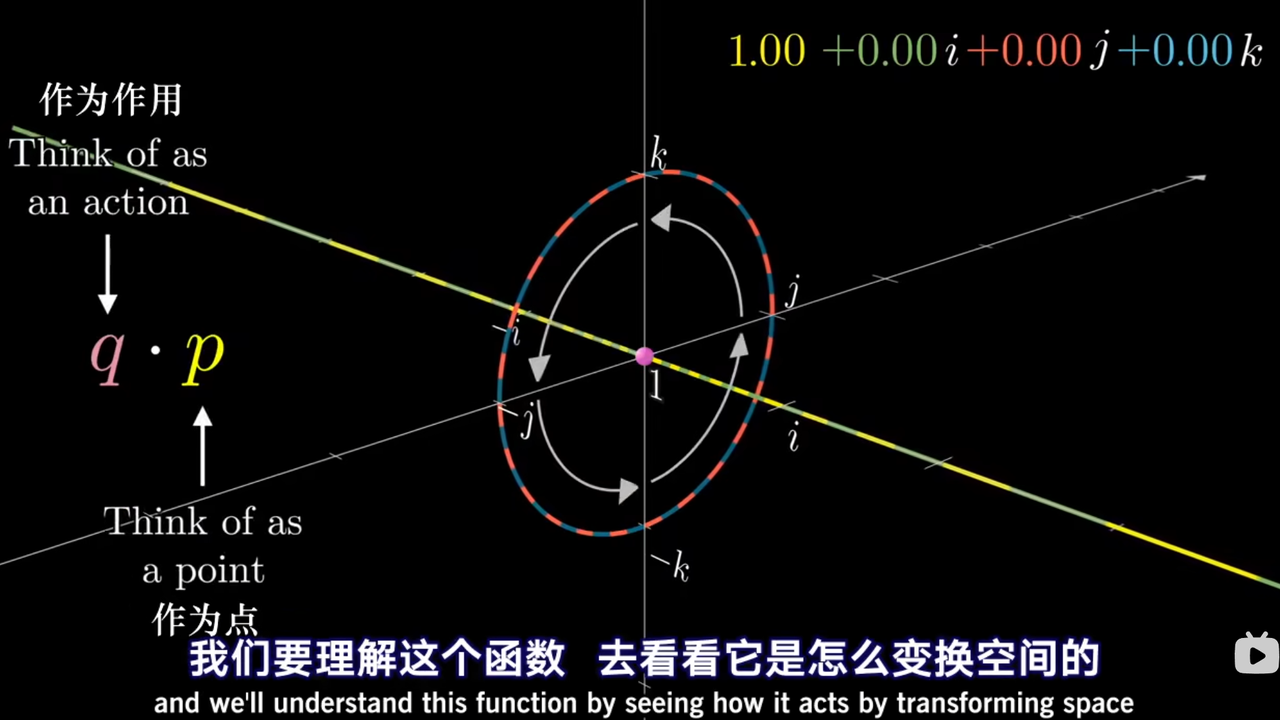 1.00 +0.00i+0.00j+0.00k
作为作用
Think of as
an action
q · p
Think of as
a point
作为点
k
j
-i
1
-j
i
-k
我们要理解这个函数 去看看它是怎么变换空间的
and we'll understand this function by seeing how it acts by transforming space